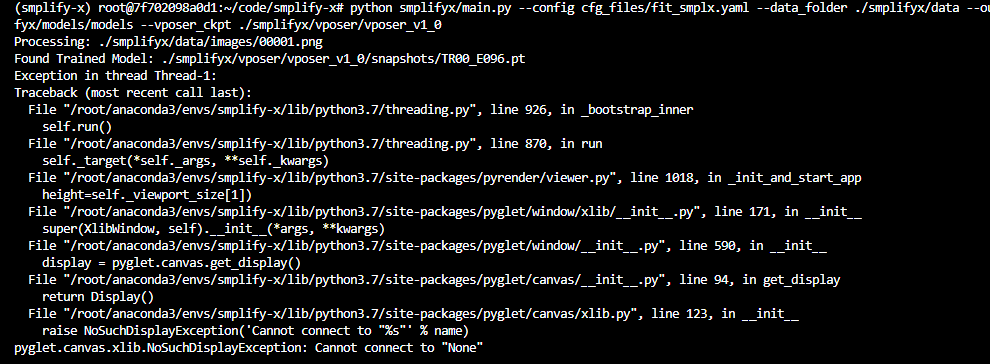 (smplify-x) root@7f702098a0d1:~/code/smplify-x# python smplifyx/main.py --config cfg_files/fit_smplx.yaml --data_folder ./smplifyx/data --ou
fyx/models/models --vposer_ckpt ./smplifyx/vposer/vposer_v1_0
Processing: ./smplifyx/data/images/00001.png
Found Trained Model: ./smplifyx/vposer/vposer_v1_0/snapshots/TR00_E096.pt
Exception in thread Thread-1:
Traceback (most recent call last):
  File "/root/anaconda3/envs/smplify-x/lib/python3.7/threading.py", line 926, in _bootstrap_inner
    self.run()
  File "/root/anaconda3/envs/smplify-x/lib/python3.7/threading.py", line 870, in run
    self._target(*self._args, **self._kwargs)
  File "/root/anaconda3/envs/smplify-x/lib/python3.7/site-packages/pyrender/viewer.py", line 1018, in _init_and_start_app
    height=self._viewport_size[1])
  File "/root/anaconda3/envs/smplify-x/lib/python3.7/site-packages/pyglet/window/xlib/__init__.py", line 171, in __init__
    super(XlibWindow, self).__init__(*args, **kwargs)
  File "/root/anaconda3/envs/smplify-x/lib/python3.7/site-packages/pyglet/window/__init__.py", line 590, in __init__
    display = pyglet.canvas.get_display()
  File "/root/anaconda3/envs/smplify-x/lib/python3.7/site-packages/pyglet/canvas/__init__.py", line 94, in get_display
    return Display()
  File "/root/anaconda3/envs/smplify-x/lib/python3.7/site-packages/pyglet/canvas/xlib.py", line 123, in __init__
    raise NoSuchDisplayException('Cannot connect to "%s"' % name)
pyglet.canvas.xlib.NoSuchDisplayException: Cannot connect to "None"